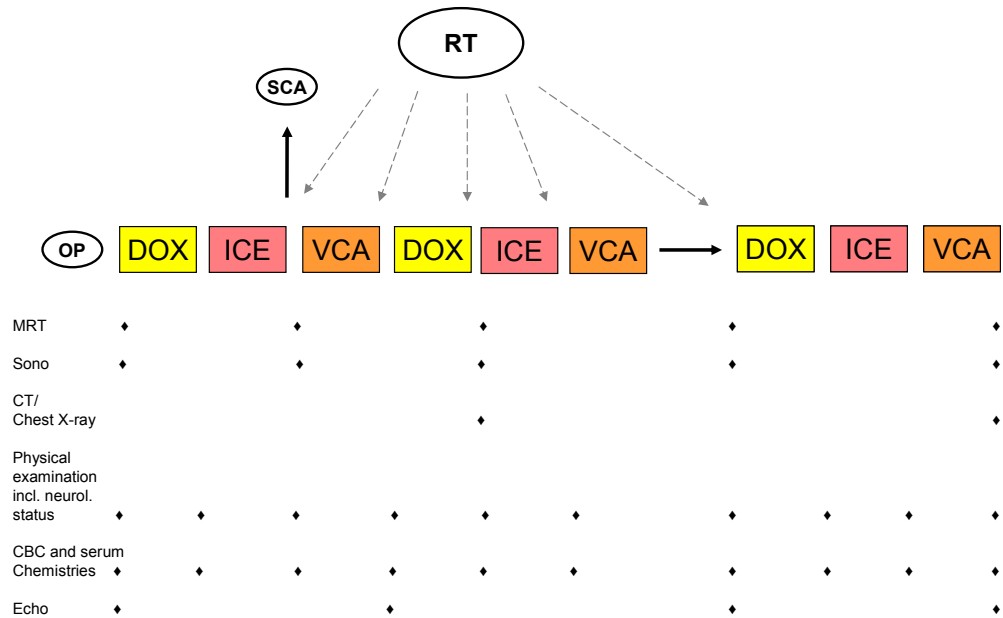 RT
SCA
OP DOX ICE VCA DOX ICE VCA DOX ICE VCA
MRT
Sono
CT/
Chest X-ray
Physical
examination
incl. neurol.
status
CBC and serum
Chemistries
Echo